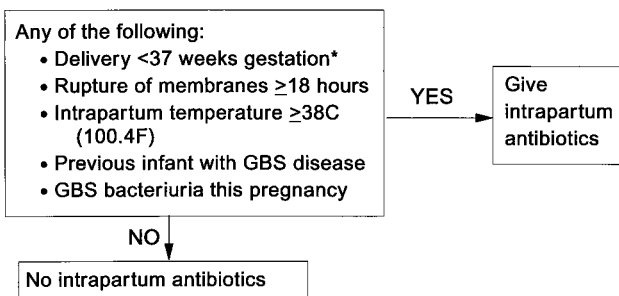 Any of the following:
• Delivery <37 weeks gestation*
• Rupture of membranes ≥18 hours
• Intrapartum temperature ≥38C
(100.4F)
• Previous infant with GBS disease
• GBS bacteriuria this pregnancy
YES
Give
intrapartum
antibiotics
NO
No intrapartum antibiotics